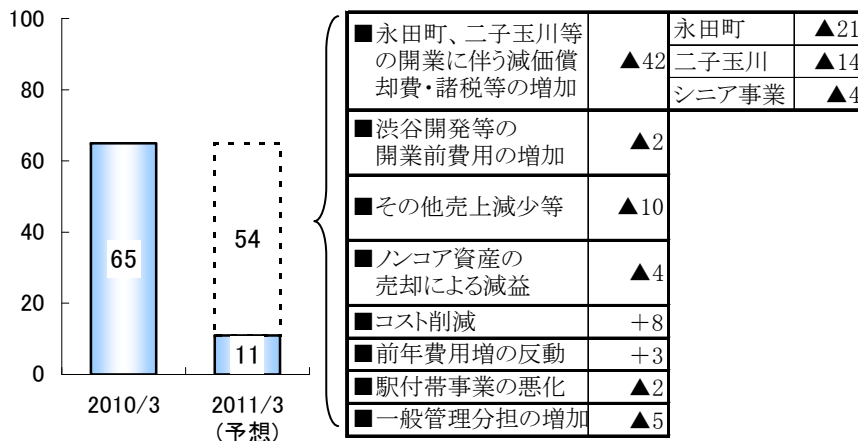 100
80
60
40
20
0
65
54
11
2010/3
2011/3
(予想)
■永田町、二子玉川等
の開業に伴う減価償
却費・諸税等の増加
▲42
永田町 ▲21
二子玉川 ▲14
シニア事業 ▲4
■渋谷開発等の
開業前費用の増加
▲2
■その他売上減少等 ▲10
■ノンコア資産の
売却による減益
▲4
■コスト削減 +8
■前年費用増の反動 +3
■駅付帯事業の悪化 ▲2
■一般管理分担の増加 ▲5